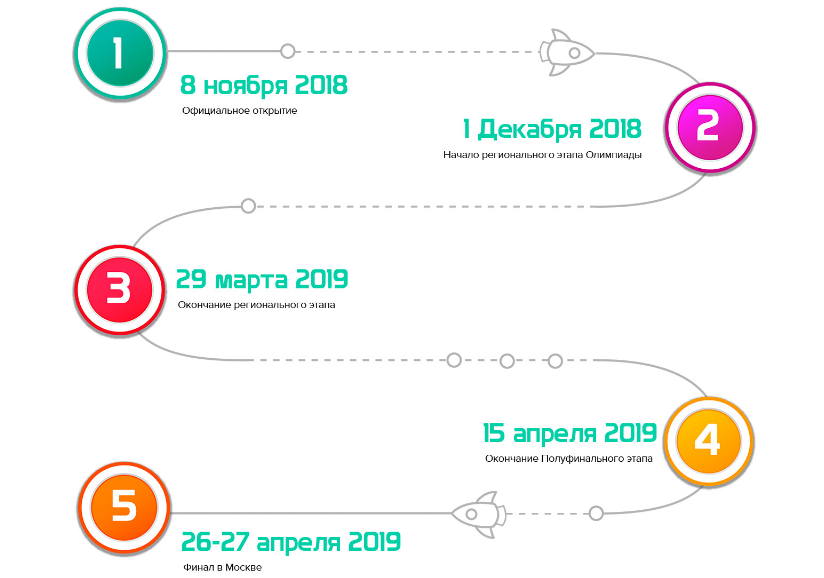 1
8 ноября 2018
Официальное открытие
2
1 Декабря 2018
Начало регионального этапа Олимпиады
3
29 марта 2019
Окончание регионального этапа
4
15 апреля 2019
Окончание Полуфинального этапа
5
26-27 апреля 2019
Финал в Москве